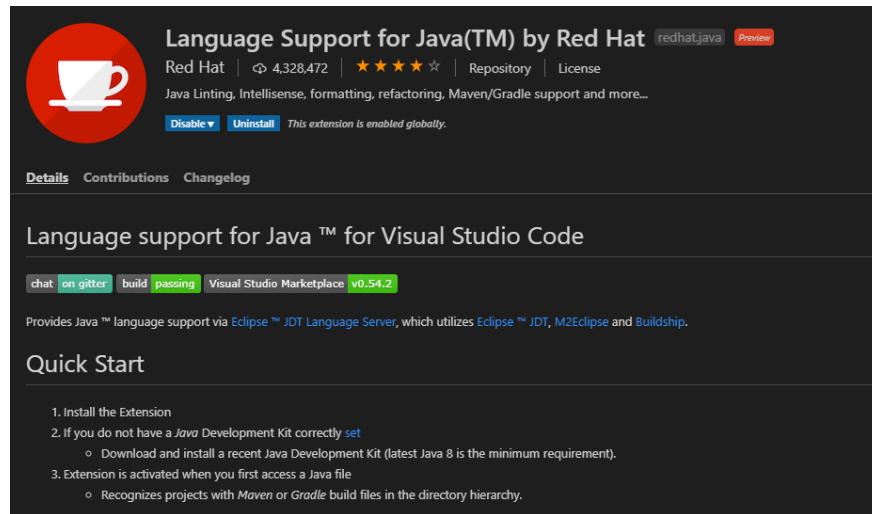 Language Support for Java(TM) by Red Hat redhat.java Preview
Red Hat 4,328,472 Repository License
Java Linting, Intellisense, formatting, refactoring, Maven/Gradle support and more...
Disable Uninstall This extension is enabled globally.
Details Contributions Changelog
Language support for Java ™ for Visual Studio Code
chat on gitter build passing Visual Studio Marketplace v0.54.2
Provides Java ™ language support via Eclipse ™ JDT Language Server, which utilizes Eclipse ™ JDT, M2Eclipse and Buildship.
Quick Start
1. Install the Extension
2. If you do not have a Java Development Kit correctly set
Download and install a recent Java Development Kit (latest Java 8 is the minimum requirement).
3. Extension is activated when you first access a Java file
Recognizes projects with Maven or Gradle build files in the directory hierarchy.